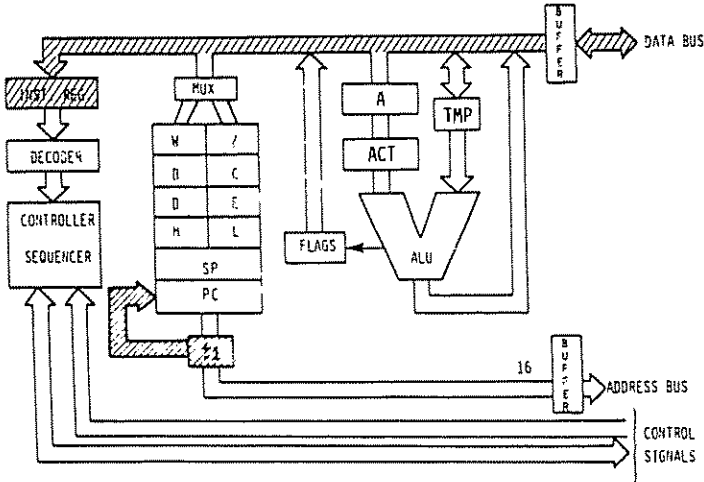 BUFFER
DATA BUS
INST REG
MUX
A
TMP
W
Z
DECODER
ACT
B
C
D
E
CONTROLLER
SEQUENCER
H
L
FLAGS
ALU
SP
PC
±1
16
BUFFER
ADDRESS BUS
CONTROL
SIGNALS